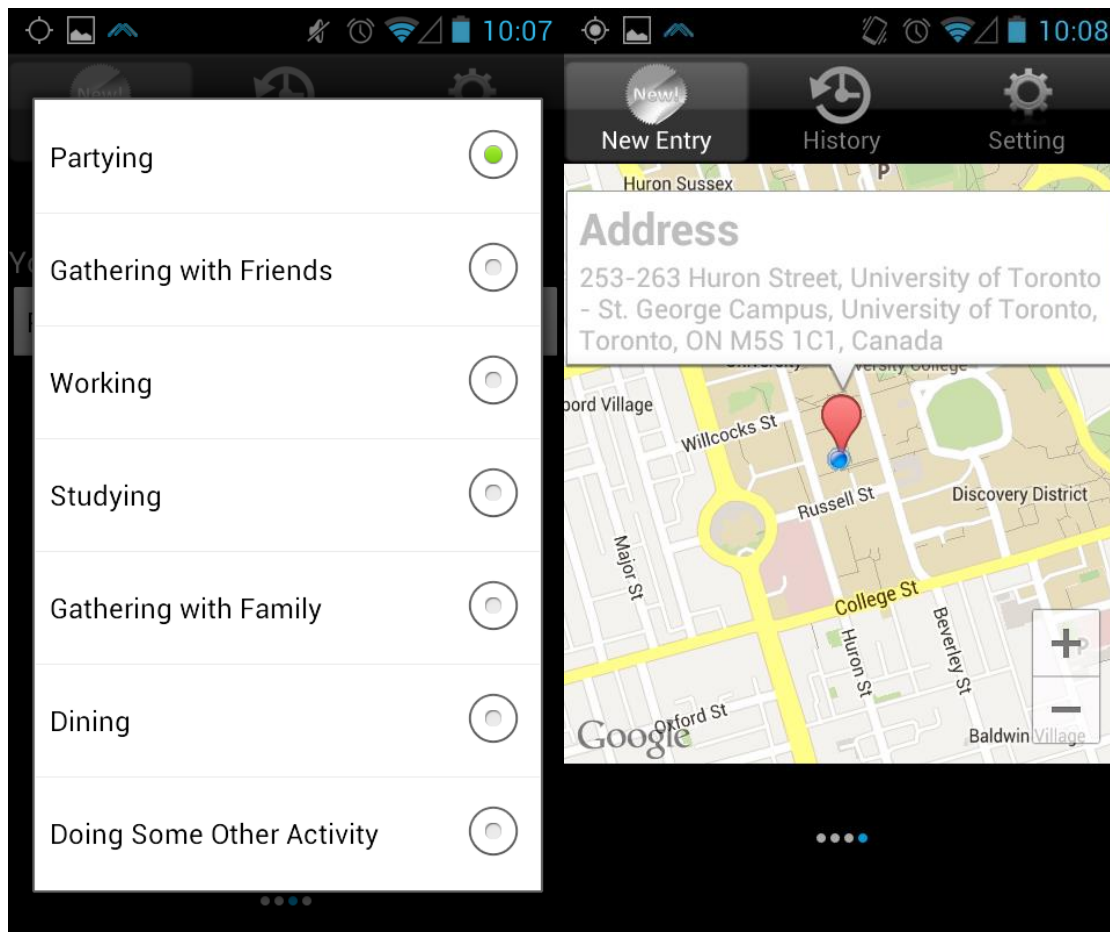 10:07
Partying
Gathering with Friends
Working
Studying
Gathering with Family
Dining
Doing Some Other Activity
10:08
New!
New Entry
History
Setting
P
Huron Sussex
Address
253-263 Huron Street, University of Toronto
- St. George Campus, University of Toronto,
Toronto, ON M5S 1C1, Canada
Willcocks St
Russell St
Discovery District
Major St
College St
Huron St
Beverley St
+
−
Oxford St
Google
Baldwin Village